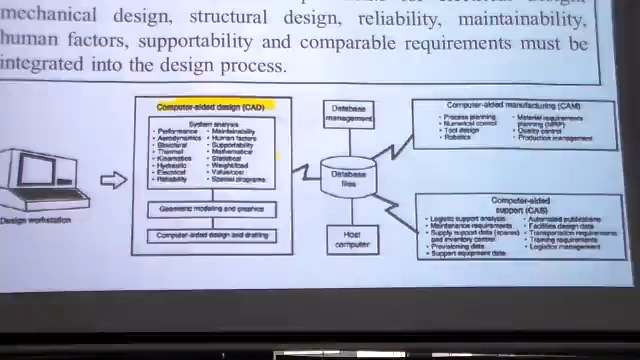 mechanical design, structural design, reliability, maintainability,
human factors, supportability and comparable requirements must be
integrated into the design process.
Design workstation
Computer-aided design (CAD)
System analysis
• Performance
• Aerodynamics
• Structural
• Thermal
• Kinematics
• Hydraulic
• Electrical
• Reliability
• Maintainability
• Human factors
• Supportability
• Mathematical
• Statistical
• Weight/load
• Value/cost
• Special programs
Geometric modeling and graphics
Computer-aided design and drafting
Database
management
Database
files
Host
computer
Computer-aided manufacturing (CAM)
• Process planning
• Numerical control
• Tool design
• Robotics
• Material requirements
planning (MRP)
• Quality control
• Production management
Computer-aided
support (CAS)
• Logistic support analysis
• Maintenance requirements
• Supply support data (spares)
and inventory control
• Provisioning data
• Support equipment data
• Automated publications
• Facilities design data
• Transportation requirements
• Training requirements
• Logistics management